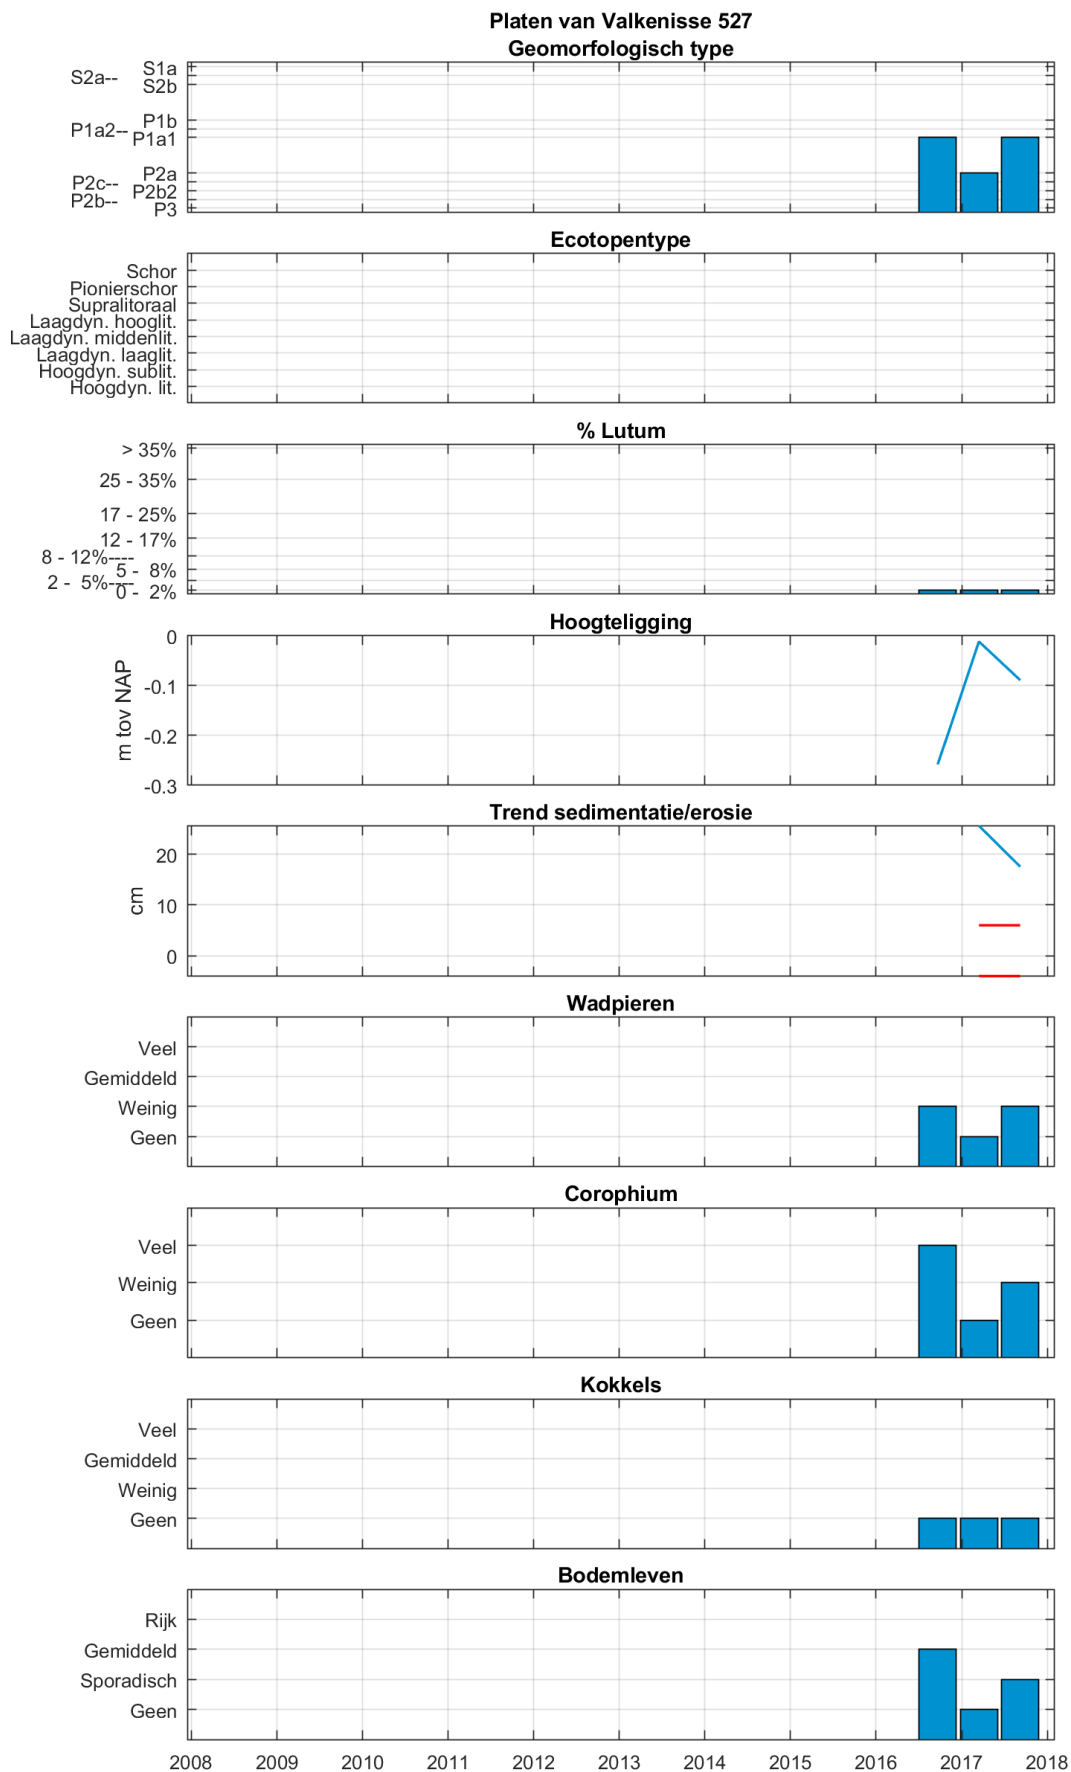 Platen van Valkenisse 527
Geomorfologisch type
S1a
S2a--
S2b
P1b
P1a2--
P1a1
P2a
P2c--
P2b2
P2b--
P3
Ecotopentype
Schor
Pionierschor
Supralitoraal
Laagdyn. hooglit.
Laagdyn. middenlit.
Laagdyn. laaglit.
Hoogdyn. sublit.
Hoogdyn. lit.
% Lutum
> 35%
25 - 35%
17 - 25%
12 - 17%
8 - 12%----
5 - 8%
2 - 5%----
0 - 2%
Hoogteligging
m tov NAP
0
-0.1
-0.2
-0.3
Trend sedimentatie/erosie
cm
20
10
0
Wadpieren
Veel
Gemiddeld
Weinig
Geen
Corophium
Veel
Weinig
Geen
Kokkels
Veel
Gemiddeld
Weinig
Geen
Bodemleven
Rijk
Gemiddeld
Sporadisch
Geen
2008 2009 2010 2011 2012 2013 2014 2015 2016 2017 2018